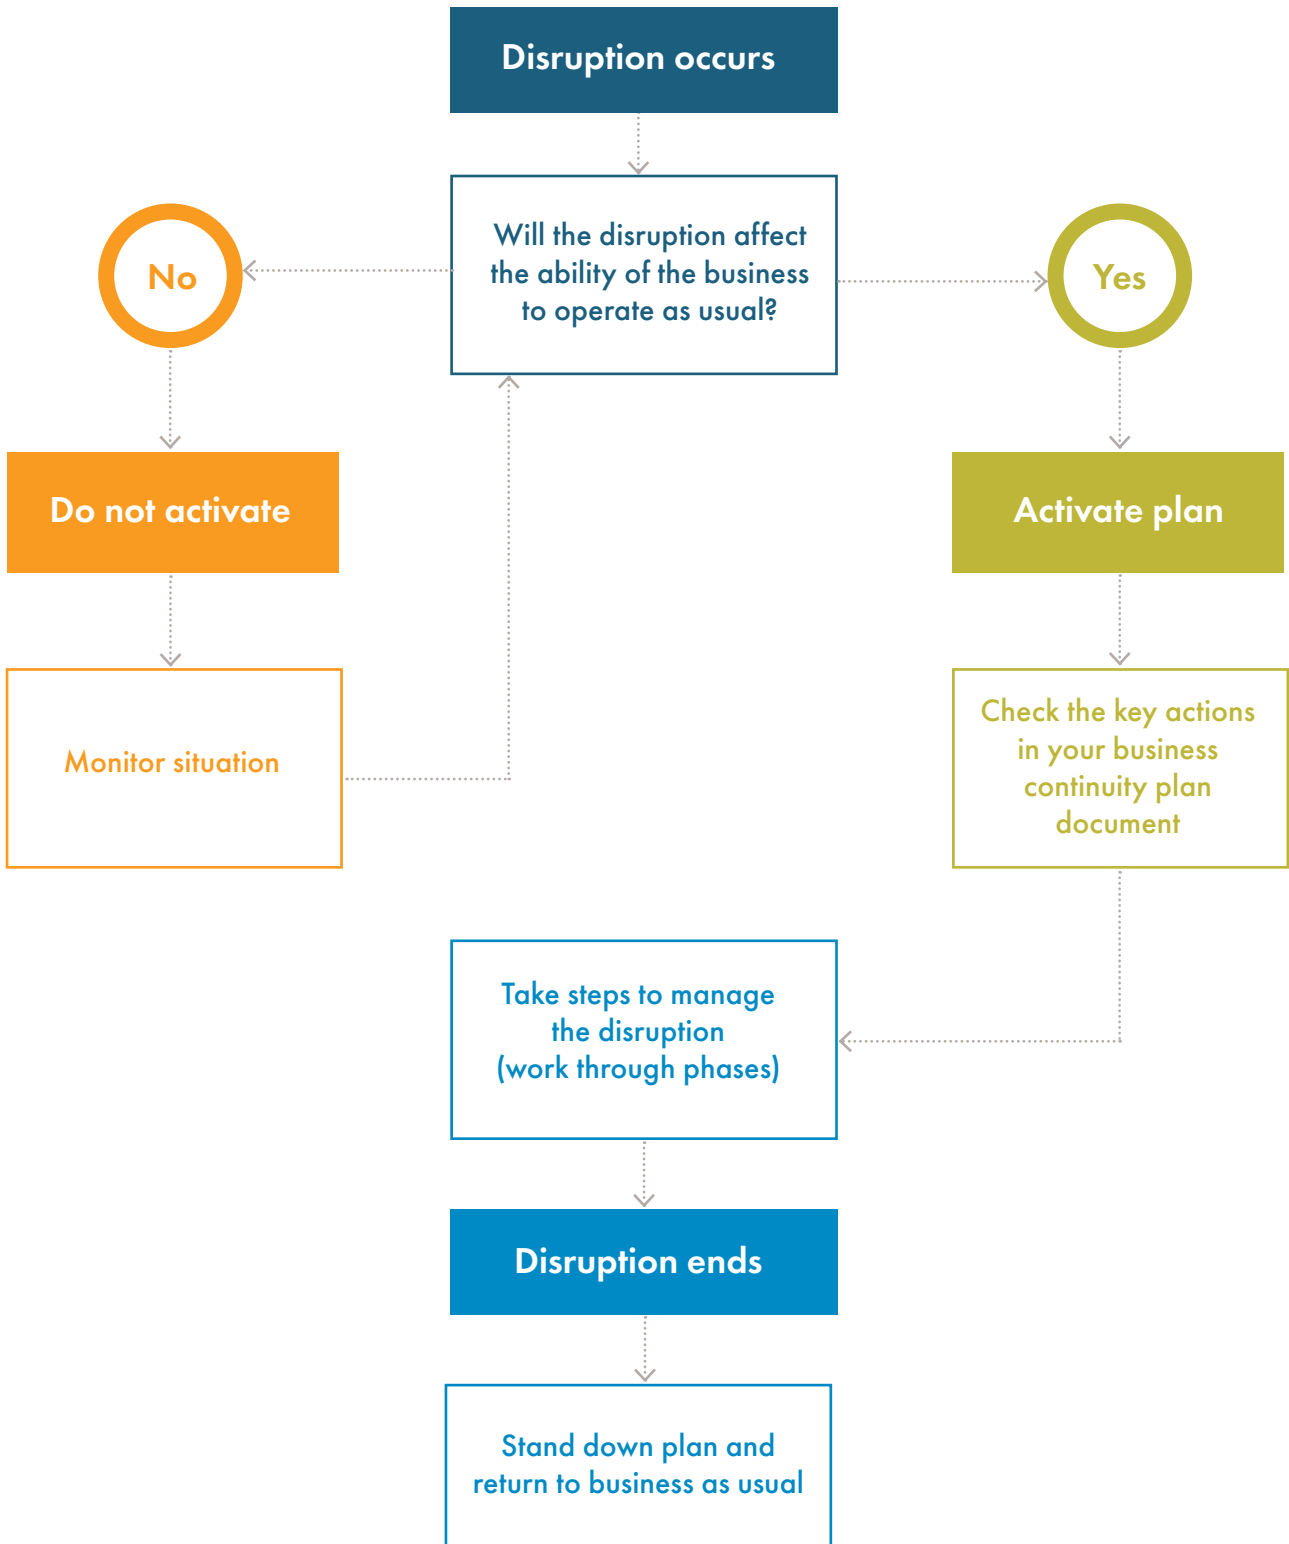 Disruption occurs
Will the disruption affect
the ability of the business
to operate as usual?
No
Yes
Do not activate
Activate plan
Monitor situation
Check the key actions
in your business
continuity plan
document
Take steps to manage
the disruption
(work through phases)
Disruption ends
Stand down plan and
return to business as usual